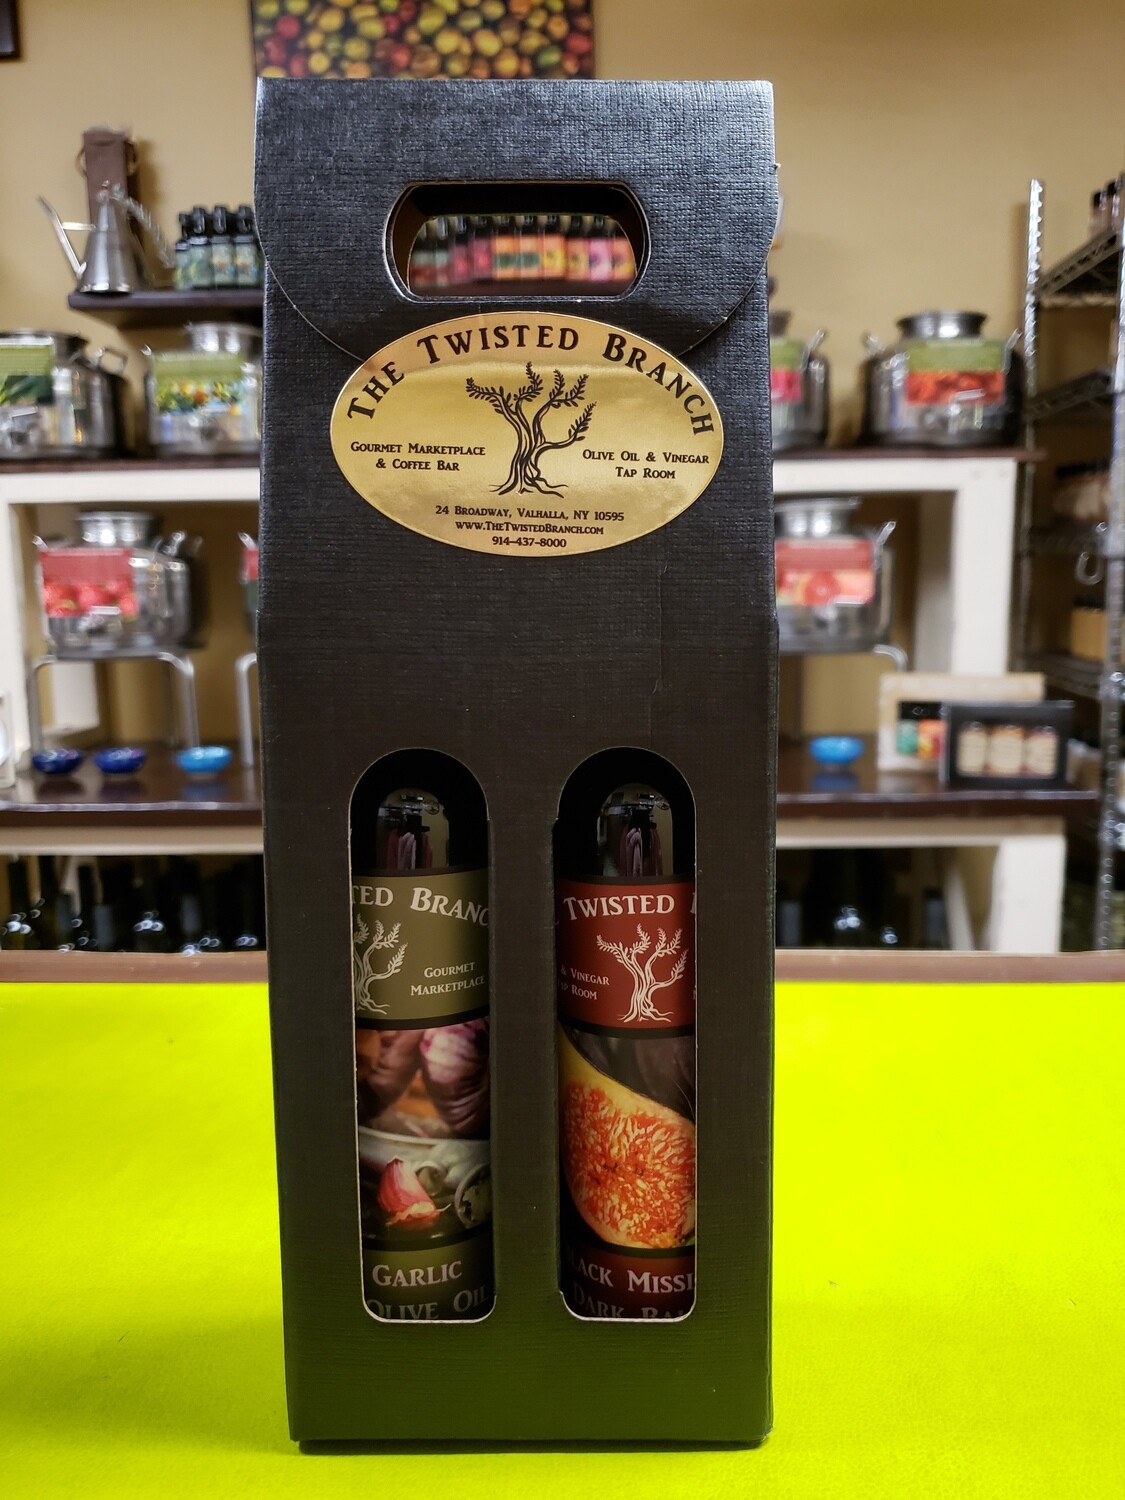 The Twisted Branch
Gourmet Marketplace
& Coffee Bar
Olive Oil & Vinegar
Tap Room
24 Broadway, Valhalla, NY 10595
www.TheTwistedBranch.com
914-437-8000
ted Branc
Gourmet
Marketplace
Garlic
Olive Oil
Twisted
& Vinegar
ap Room
lack Missi
Dark Bal